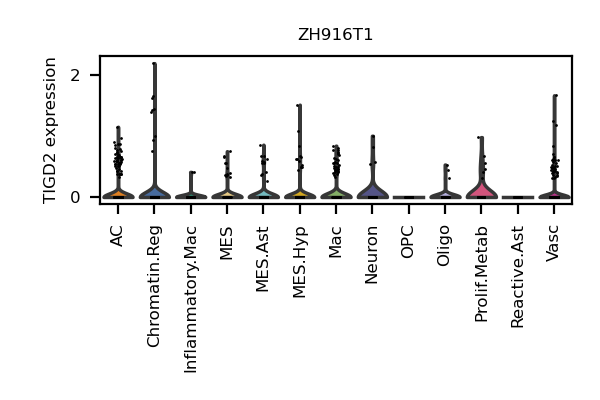 ZH916T1
TIGD2 expression
2
0
AC
Chromatin.Reg
Inflammatory.Mac
MES
MES.Ast
MES.Hyp
Mac
Neuron
OPC
Oligo
Prolif.Metab
Reactive.Ast
Vasc